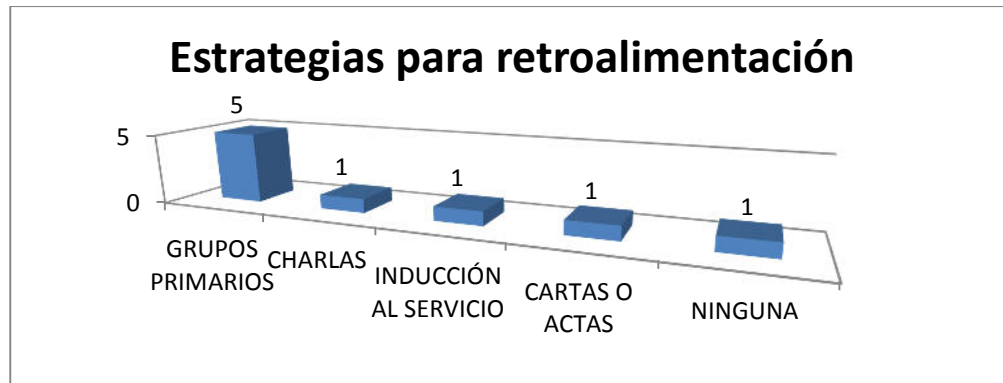 Estrategias para retroalimentación
5
5
1
1
1
1
0
GRUPOS
PRIMARIOS
CHARLAS
INDUCCIÓN
AL SERVICIO
CARTAS O
ACTAS
NINGUNA